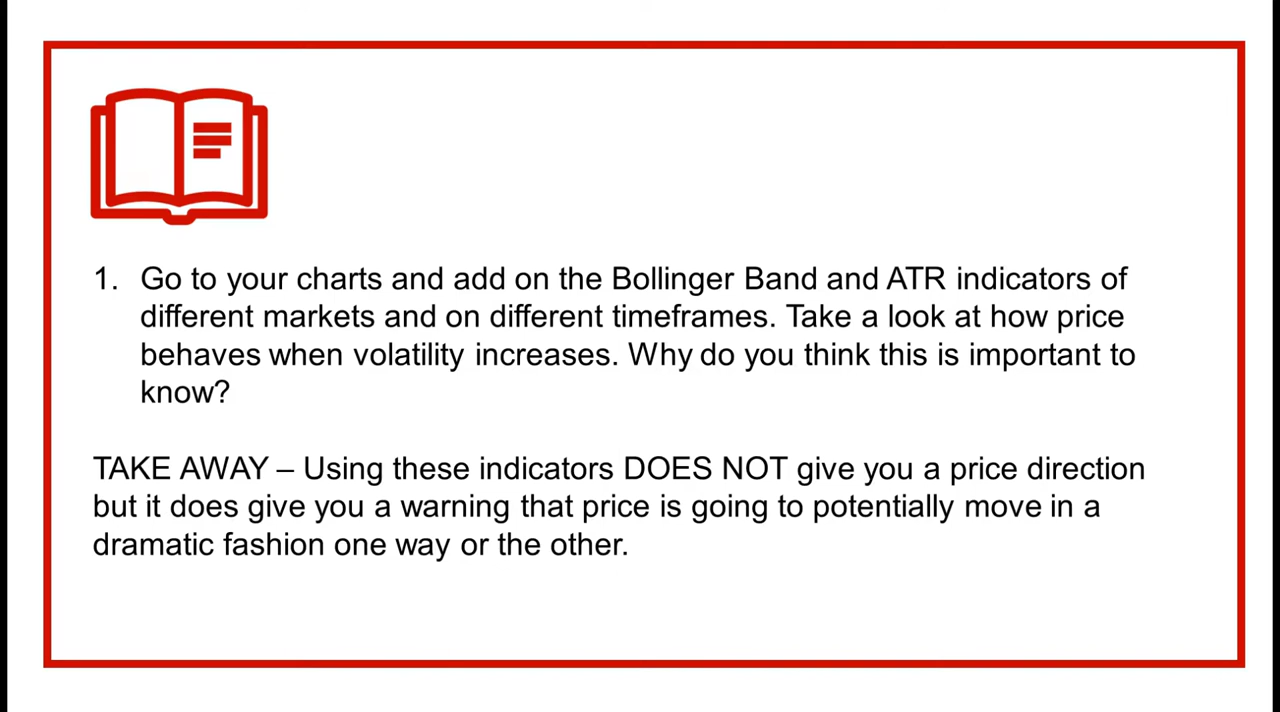 1. Go to your charts and add on the Bollinger Band and ATR indicators of
different markets and on different timeframes. Take a look at how price
behaves when volatility increases. Why do you think this is important to
know?
TAKE AWAY – Using these indicators DOES NOT give you a price direction
but it does give you a warning that price is going to potentially move in a
dramatic fashion one way or the other.